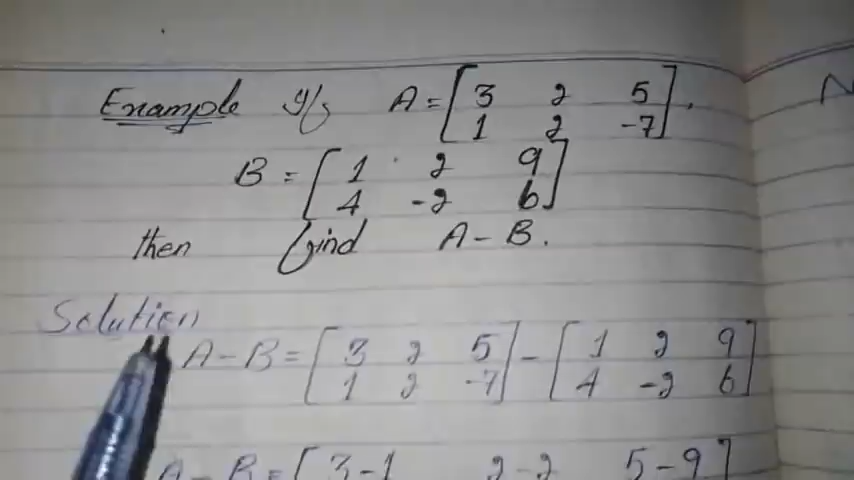 Example If A = [3 2 5
1 2 -7],
B = [1 2 9
4 -2 6]
then find A - B.
Solution
A - B = [3 2 5] - [1 2 9]
[1 2 -7] [4 -2 6]
A - B = [3-1 2-2 5-9]